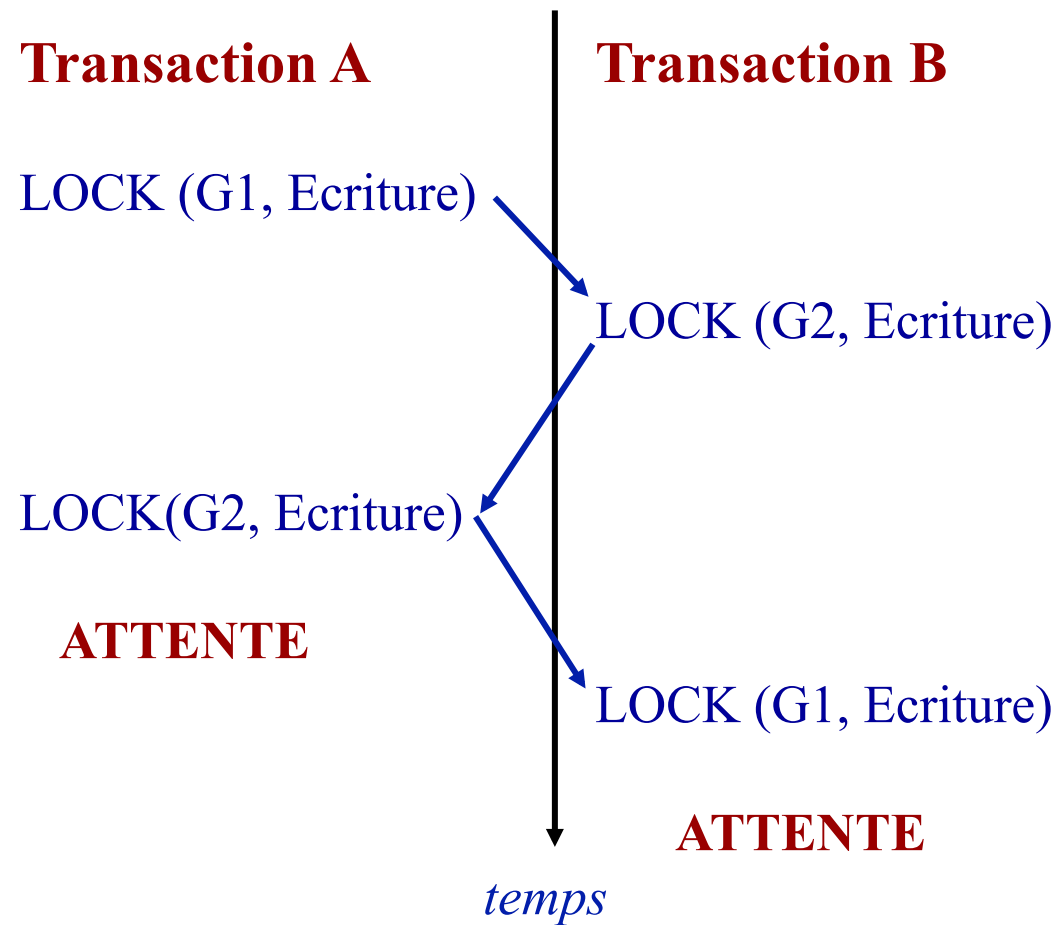 Transaction A
Transaction B
LOCK (G1, Ecriture)
LOCK (G2, Ecriture)
LOCK(G2, Ecriture)
ATTENTE
LOCK (G1, Ecriture)
ATTENTE
temps